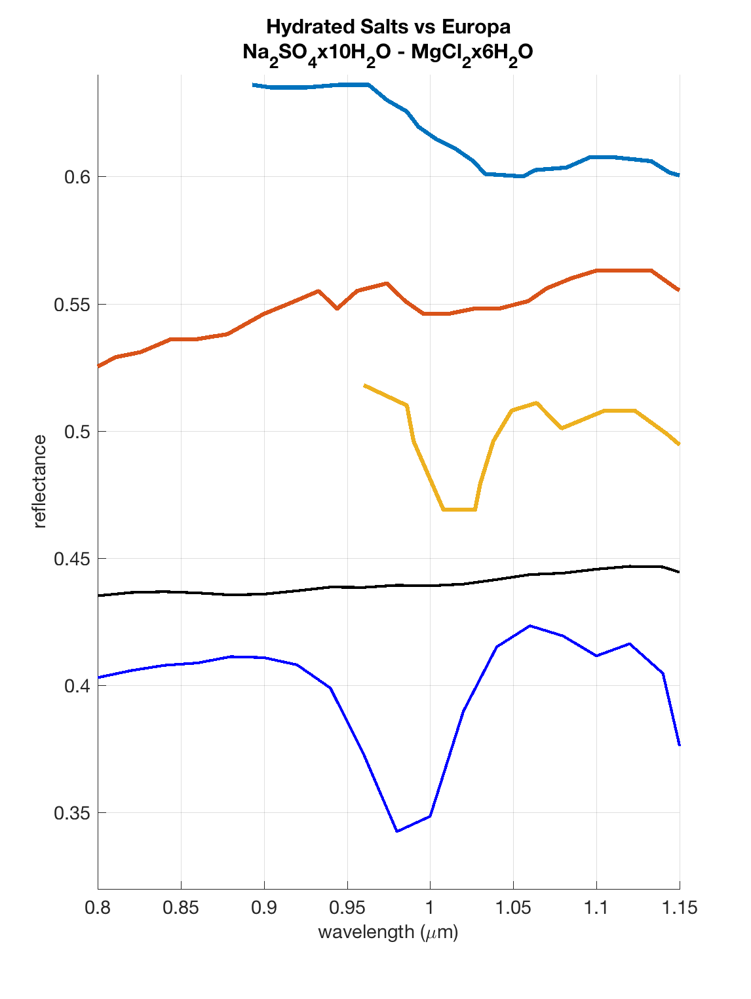 Hydrated Salts vs Europa
Na₂SO₄x10H₂O - MgCl₂x6H₂O
0.6
0.55
0.5
0.45
0.4
0.35
reflectance
0.8 0.85 0.9 0.95 1 1.05 1.1 1.15
wavelength (μm)